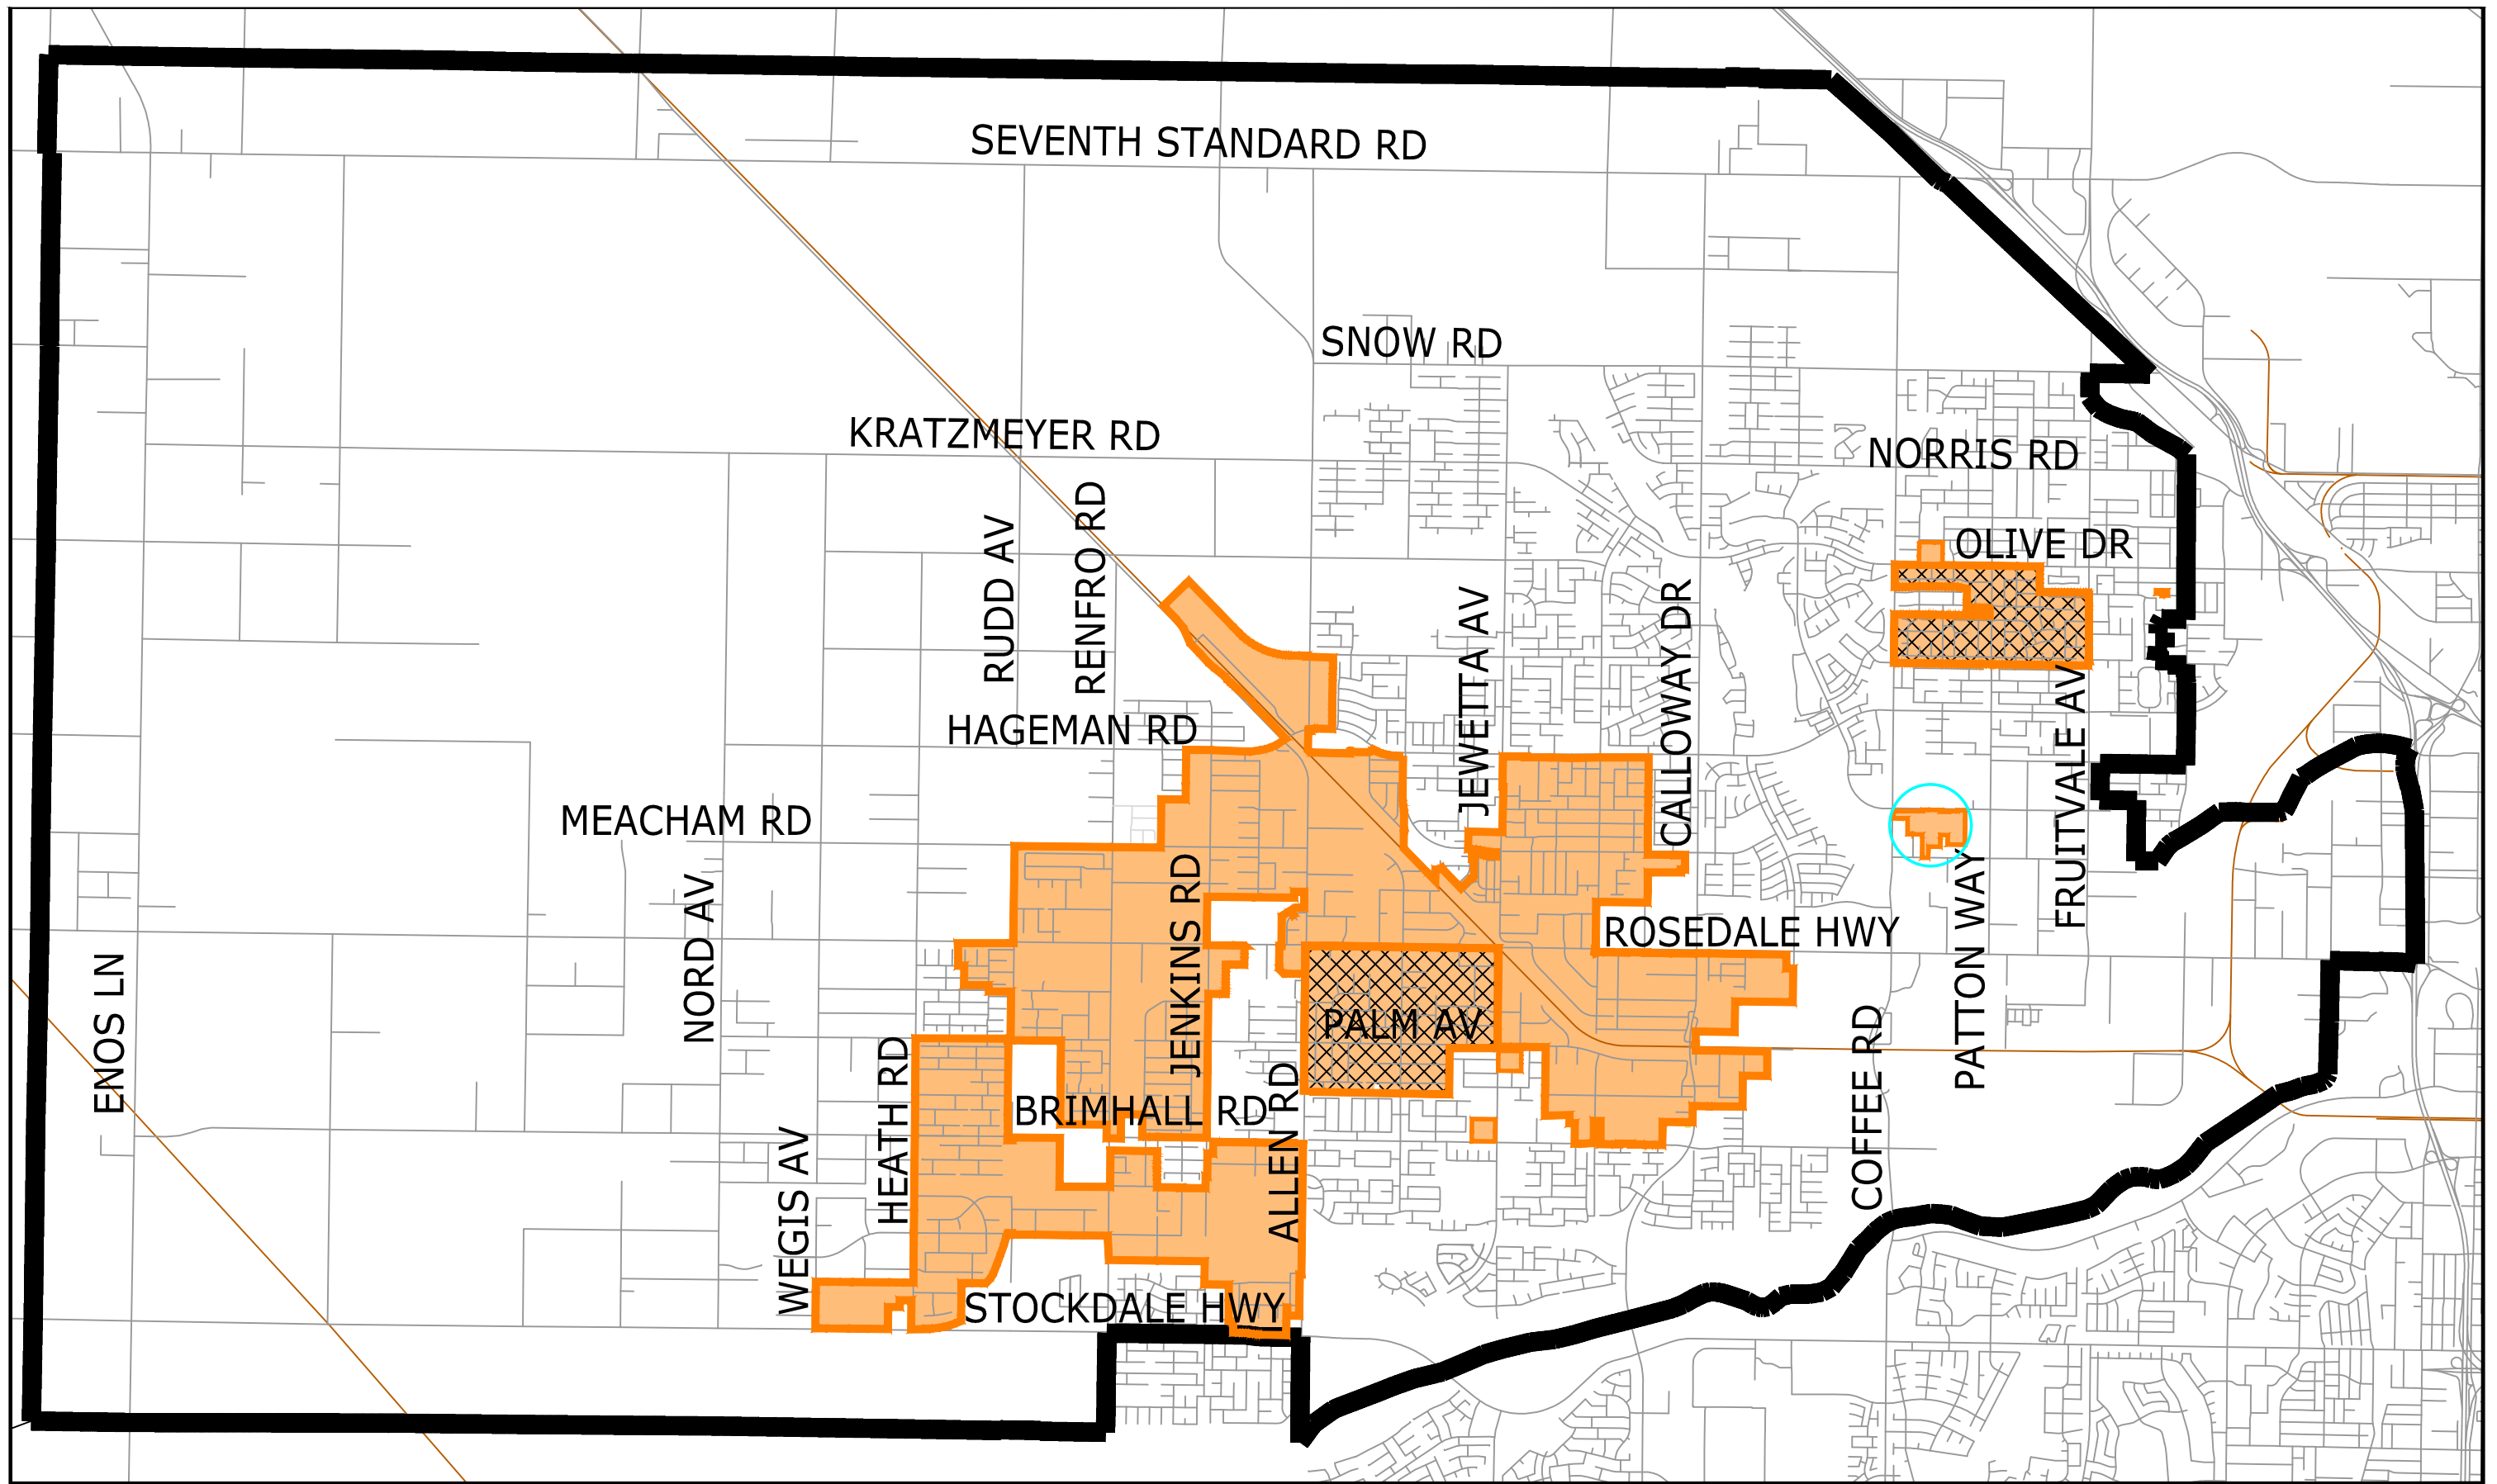 SEVENTH STANDARD RD
SNOW RD
KRATZMEYER RD
NORRIS RD
OLIVE DR
RUDD AV
RENFRO RD
JEWETTA AV
CALLOWAY DR
HAGEMAN RD
FRUITVALE AV
MEACHAM RD
NORD AV
JENKINS RD
ROSEDALE HWY
PATTON WAY
ENOS LN
PALM AV
HEATH RD
BRIMHALL RD
ALLEN RD
COFFEE RD
WEGIS AV
STOCKDALE HWY